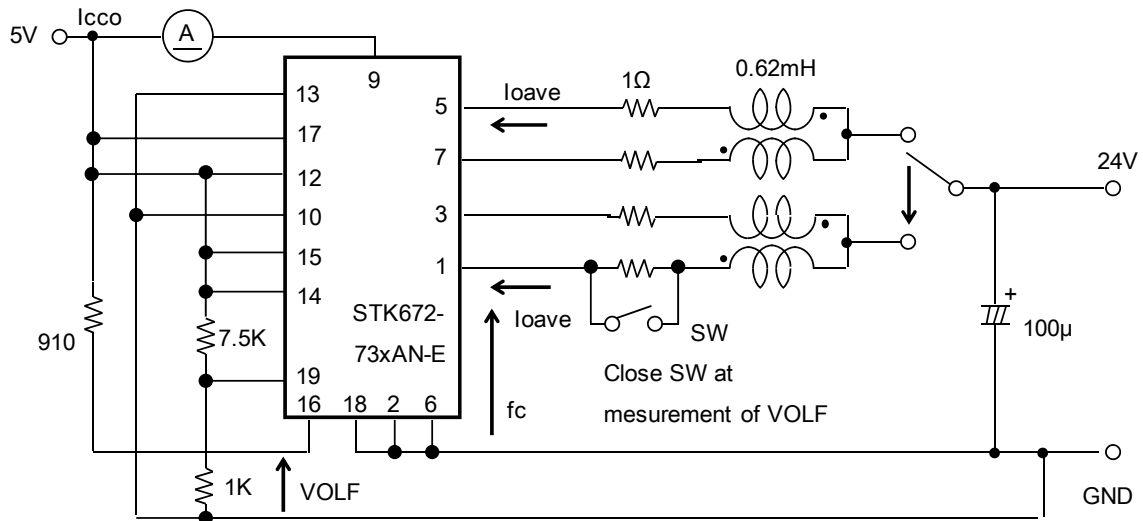 Icco
5V
A
9
13
17
12
10
15
14
19
16
18
2
6
5
7
3
1
STK672-
73xAN-E
Ioave
1Ω
0.62mH
24V
Ioave
SW
Close SW at
mesurement of VOLF
fc
+
100μ
910
7.5K
1K
VOLF
GND